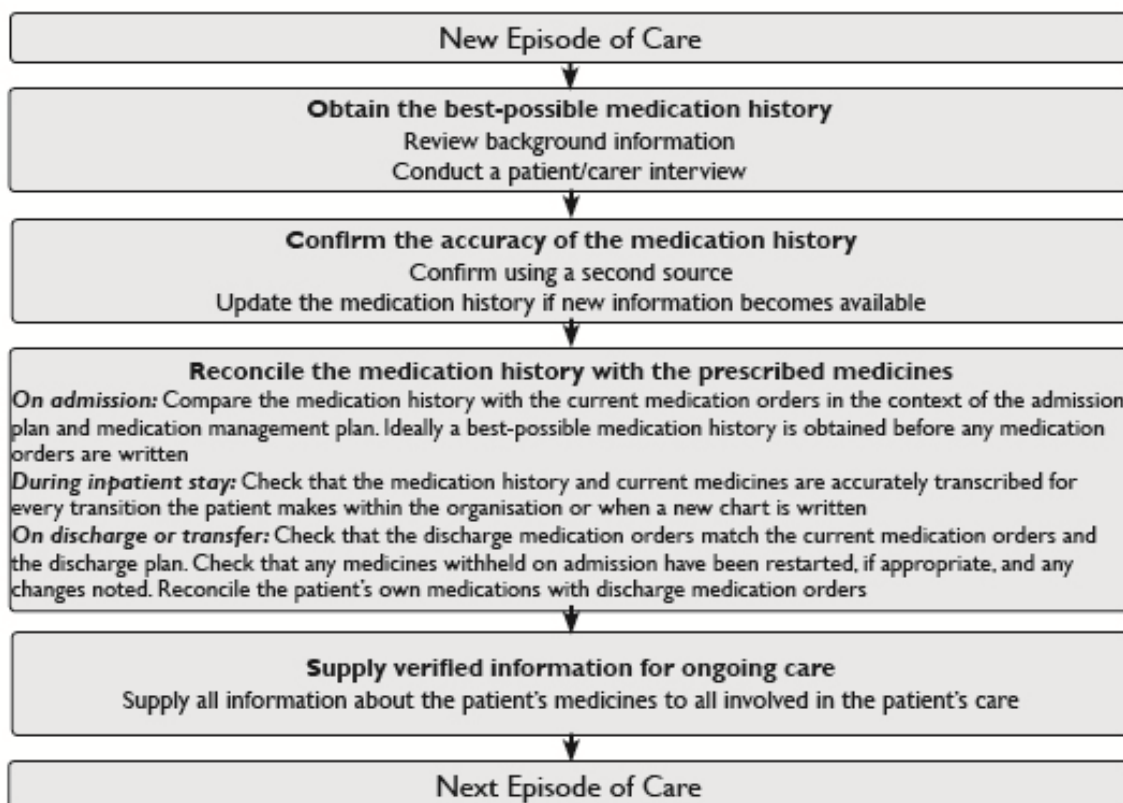 New Episode of Care
Obtain the best-possible medication history
Review background information
Conduct a patient/carer interview
Confirm the accuracy of the medication history
Confirm using a second source
Update the medication history if new information becomes available
Reconcile the medication history with the prescribed medicines
On admission: Compare the medication history with the current medication orders in the context of the admission
plan and medication management plan. Ideally a best-possible medication history is obtained before any medication
orders are written
During inpatient stay: Check that the medication history and current medicines are accurately transcribed for
every transition the patient makes within the organisation or when a new chart is written
On discharge or transfer: Check that the discharge medication orders match the current medication orders and
the discharge plan. Check that any medicines withheld on admission have been restarted, if appropriate, and any
changes noted. Reconcile the patient's own medications with discharge medication orders
Supply verified information for ongoing care
Supply all information about the patient's medicines to all involved in the patient's care
Next Episode of Care